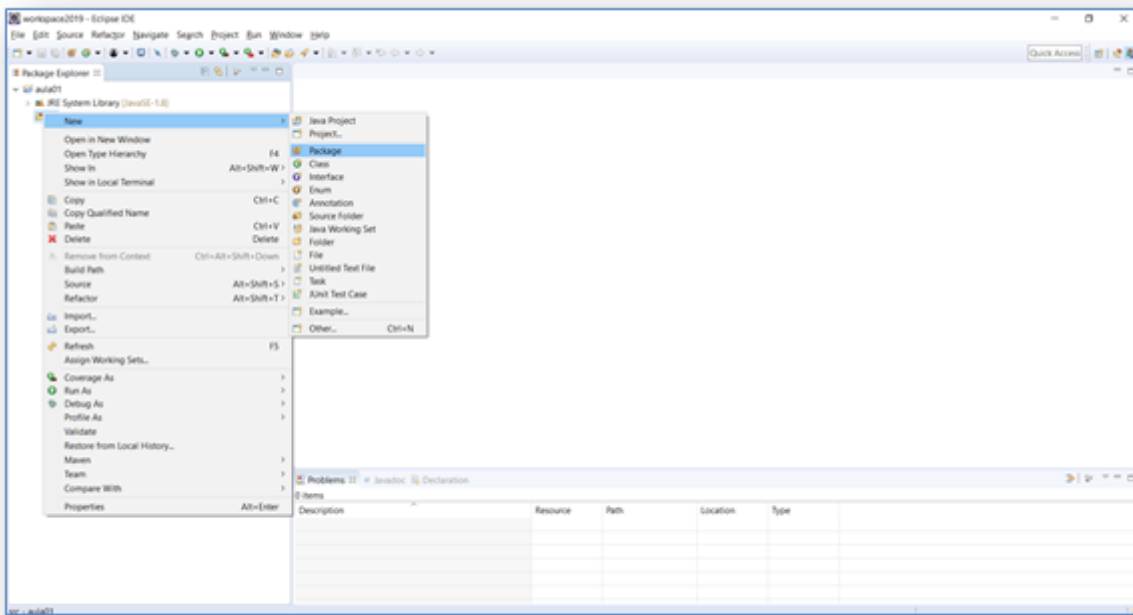 workspace2019 - Eclipse IDE
File Edit Source Refactor Navigate Search Project Run Window Help
Quick Access
Package Explorer
aula01
JRE System Library [JavaSE-1.8]
New
Open in New Window
Open Type Hierarchy F4
Show In Alt+Shift+W
Show in Local Terminal
Copy Ctrl+C
Copy Qualified Name
Paste Ctrl+V
Delete Delete
Remove from Context Ctrl+Alt+Shift+Down
Build Path
Source Alt+Shift+S
Refactor Alt+Shift+T
Import...
Export...
Refresh F5
Assign Working Sets...
Coverage As
Run As
Debug As
Profile As
Validate
Restore from Local History...
Maven
Team
Compare With
Properties Alt+Enter
Java Project
Project...
Package
Class
Interface
Enum
Annotation
Source Folder
Java Working Set
Folder
File
Untitled Text File
Task
JUnit Test Case
Example...
Other... Ctrl+N
Problems Javadoc Declaration
0 items
Description Resource Path Location Type
src - aula01